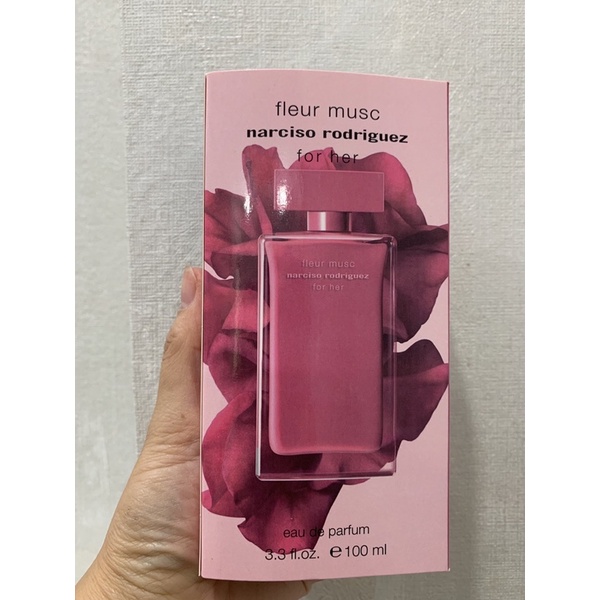 fleur musc
narciso rodriguez
for her
fleur musc
narciso rodriguez
for her
eau de parfum
3.3 fl.oz. ℮ 100 ml